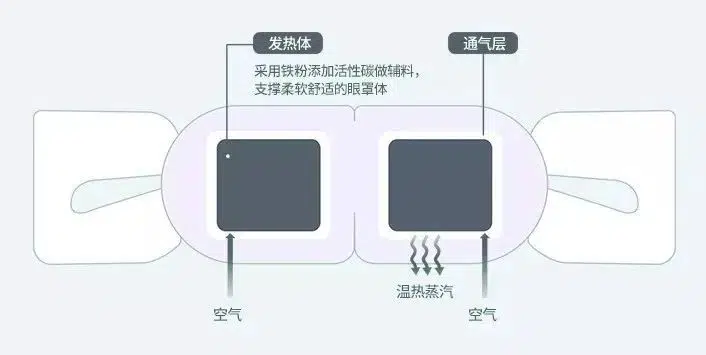 发热体
通气层
采用铁粉添加活性碳做辅料，
支撑柔软舒适的眼罩体
温热蒸汽
空气
空气